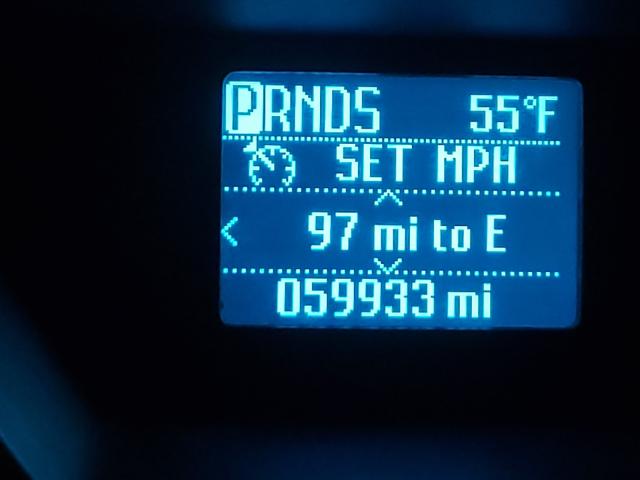 PRNDS 55°F
SET MPH
97 mi to E
059933 mi